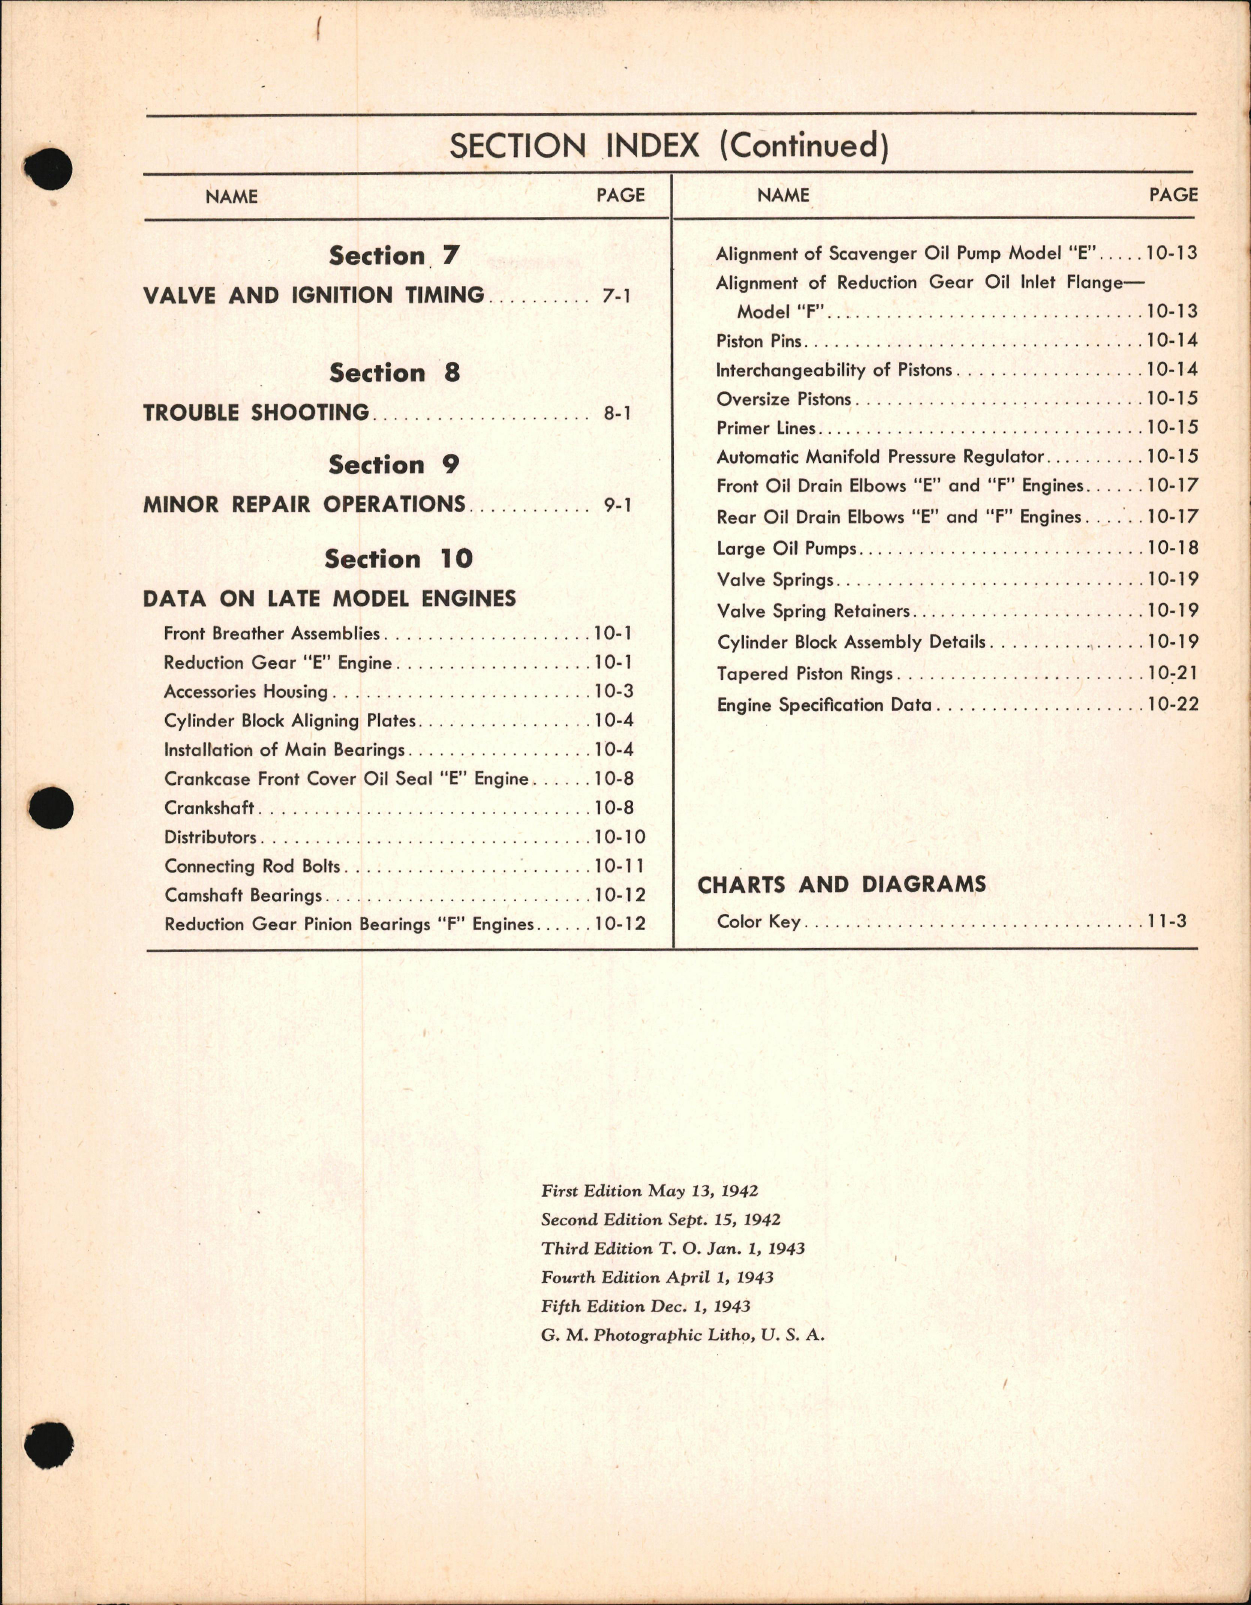 SECTION INDEX (Continued)
NAME PAGE
Section 7
VALVE AND IGNITION TIMING.......... 7-1
Section 8
TROUBLE SHOOTING.................... 8-1
Section 9
MINOR REPAIR OPERATIONS............ 9-1
Section 10
DATA ON LATE MODEL ENGINES
Front Breather Assemblies...................10-1
Reduction Gear "E" Engine..................10-1
Accessories Housing........................10-3
Cylinder Block Aligning Plates................10-4
Installation of Main Bearings.................10-4
Crankcase Front Cover Oil Seal "E" Engine......10-8
Crankshaft..............................10-8
Distributors..............................10-10
Connecting Rod Bolts.......................10-11
Camshaft Bearings.........................10-12
Reduction Gear Pinion Bearings "F" Engines......10-12
NAME PAGE
Alignment of Scavenger Oil Pump Model "E".....10-13
Alignment of Reduction Gear Oil Inlet Flange—
Model "F".............................10-13
Piston Pins................................10-14
Interchangeability of Pistons..................10-14
Oversize Pistons............................10-15
Primer Lines...............................10-15
Automatic Manifold Pressure Regulator..........10-15
Front Oil Drain Elbows "E" and "F" Engines......10-17
Rear Oil Drain Elbows "E" and "F" Engines......10-17
Large Oil Pumps............................10-18
Valve Springs..............................10-19
Valve Spring Retainers.......................10-19
Cylinder Block Assembly Details...............10-19
Tapered Piston Rings........................10-21
Engine Specification Data....................10-22
CHARTS AND DIAGRAMS
Color Key.................................11-3
First Edition May 13, 1942
Second Edition Sept. 15, 1942
Third Edition T. O. Jan. 1, 1943
Fourth Edition April 1, 1943
Fifth Edition Dec. 1, 1943
G. M. Photographic Litho, U. S. A.